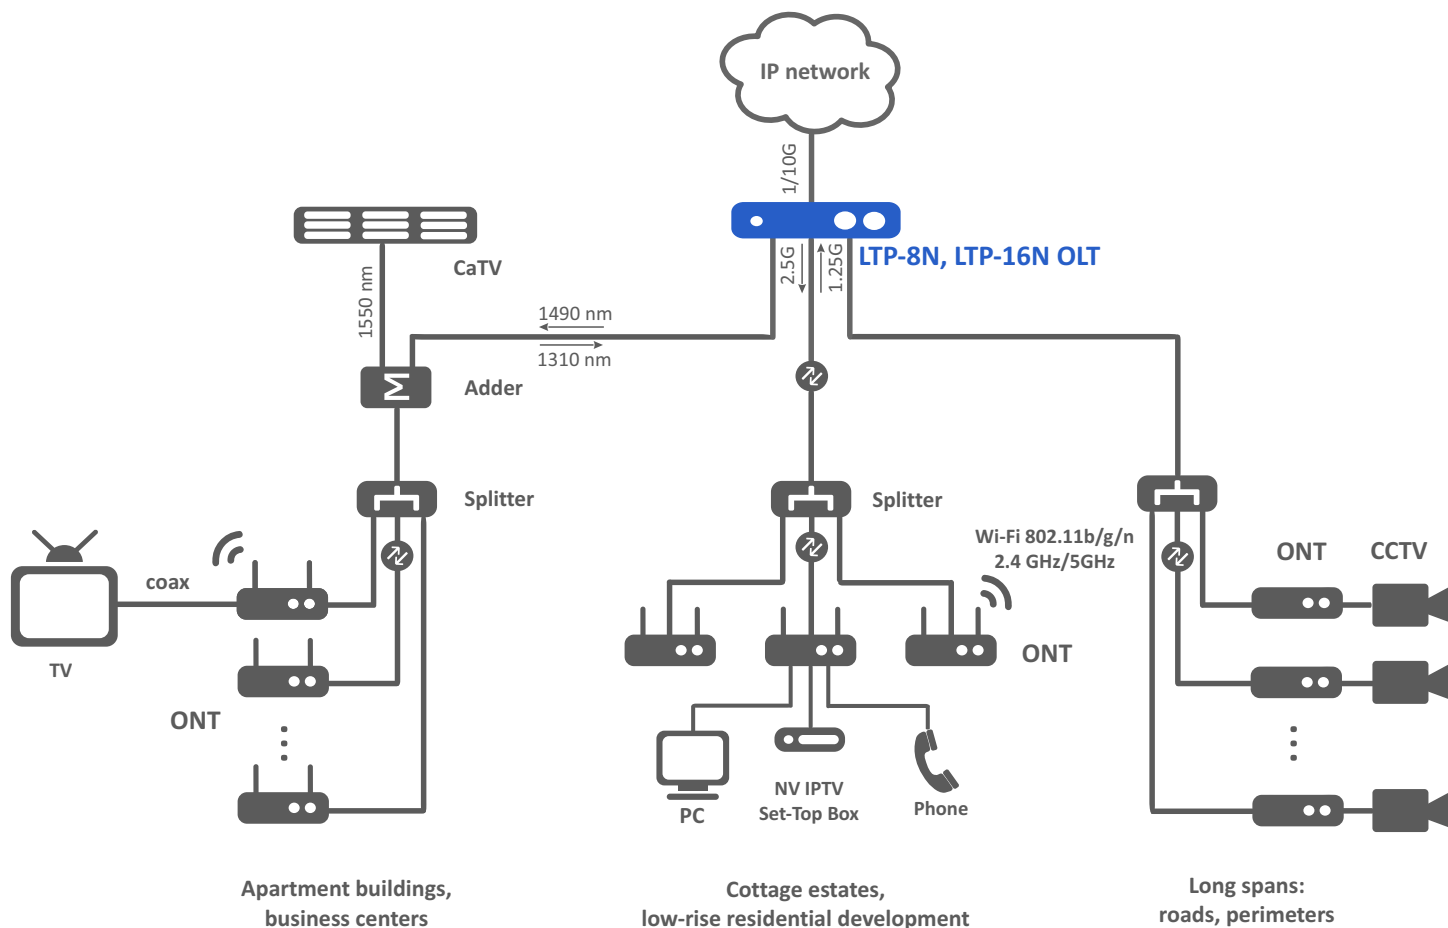 IP network
1/10G
LTP-8N, LTP-16N OLT
2.5G
1.25G
CaTV
1550 nm
1490 nm
1310 nm
M
Adder
Splitter
Splitter
Wi-Fi 802.11b/g/n
2.4 GHz/5GHz
ONT
CCTV
coax
TV
ONT
ONT
PC
NV IPTV
Set-Top Box
Phone
Apartment buildings,
business centers
Cottage estates,
low-rise residential development
Long spans:
roads, perimeters